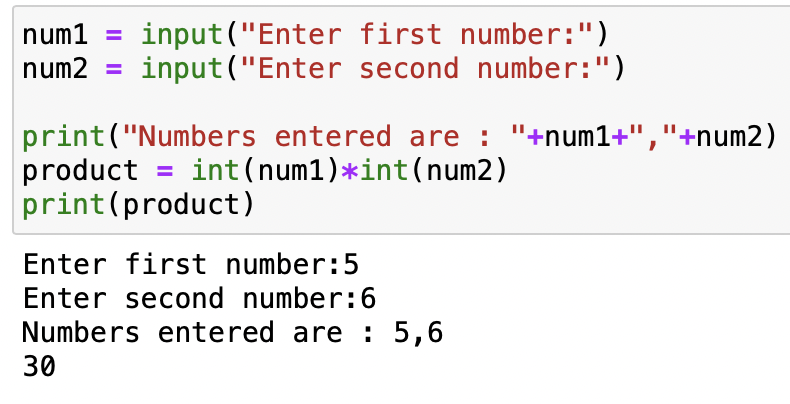 num1 = input("Enter first number:")
num2 = input("Enter second number:")
print("Numbers entered are : "+num1+","+num2)
product = int(num1)*int(num2)
print(product)
Enter first number:5
Enter second number:6
Numbers entered are : 5,6
30